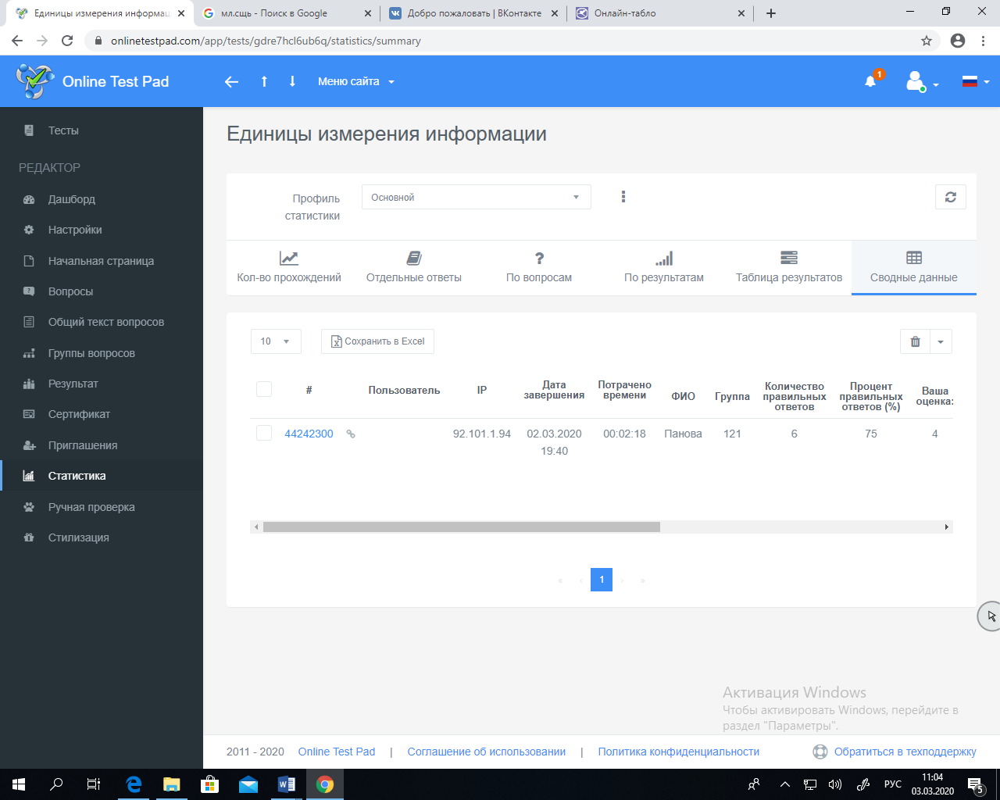 Единицы измерения информац
мл.сщь - Поиск в Google
Добро пожаловать | ВКонтакте
Онлайн-табло
onlinetestpad.com/app/tests/gdre7hcl6ub6q/statistics/summary
Online Test Pad
Меню сайта
1
Тесты
РЕДАКТОР
Дашборд
Настройки
Начальная страница
Вопросы
Общий текст вопросов
Группы вопросов
Результат
Сертификат
Приглашения
Статистика
Ручная проверка
Стилизация
Единицы измерения информации
Профиль
статистики
Основной
Кол-во прохождений
Отдельные ответы
По вопросам
По результатам
Таблица результатов
Сводные данные
10
Сохранить в Excel
# Пользователь IP Дата завершения Потрачено времени ФИО Группа Количество правильных ответов Процент правильных ответов (%) Ваша оценка:
44242300 92.101.1.94 02.03.2020 00:02:18 Панова 121 6 75 4
19:40
« ‹ 1 › »
Активация Windows
Чтобы активировать Windows, перейдите в
раздел "Параметры".
2011 - 2020 Online Test Pad | Соглашение об использовании | Политика конфиденциальности Обратиться в техподдержку
РУС
11:04
03.03.2020
5